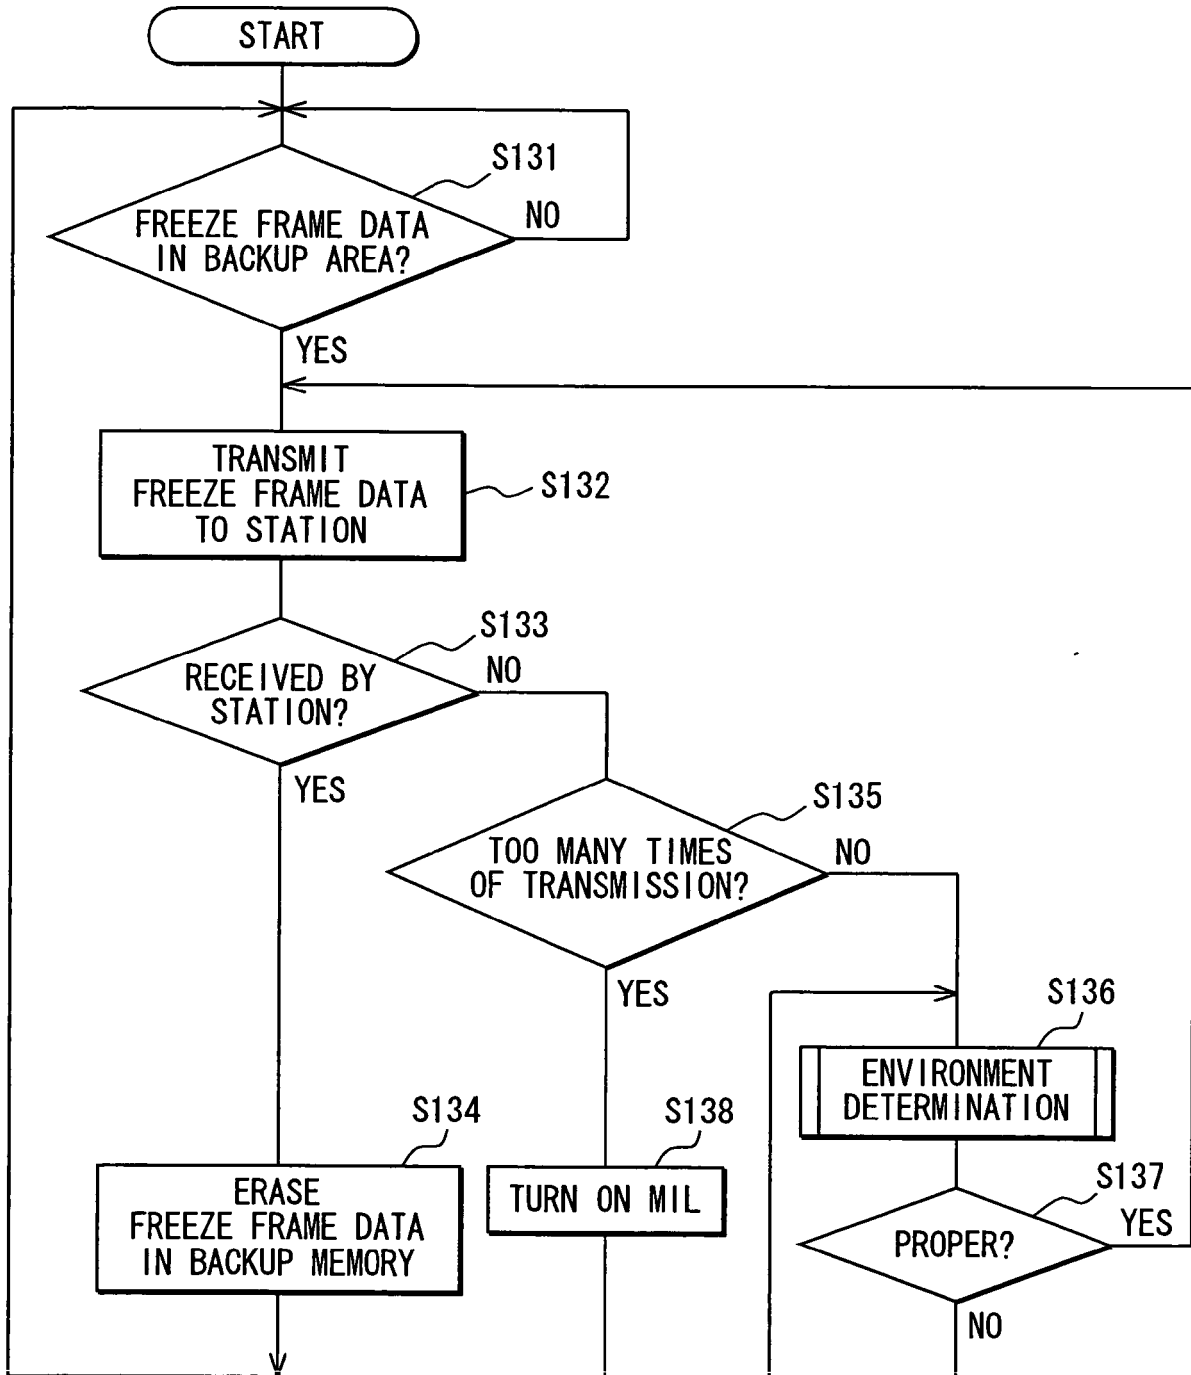 START
S131
FREEZE FRAME DATA
IN BACKUP AREA?
NO
YES
TRANSMIT
FREEZE FRAME DATA
TO STATION
S132
S133
RECEIVED BY
STATION?
NO
YES
S135
TOO MANY TIMES
OF TRANSMISSION?
NO
YES
S136
ENVIRONMENT
DETERMINATION
S134
ERASE
FREEZE FRAME DATA
IN BACKUP MEMORY
S138
TURN ON MIL
S137
PROPER?
YES
NO